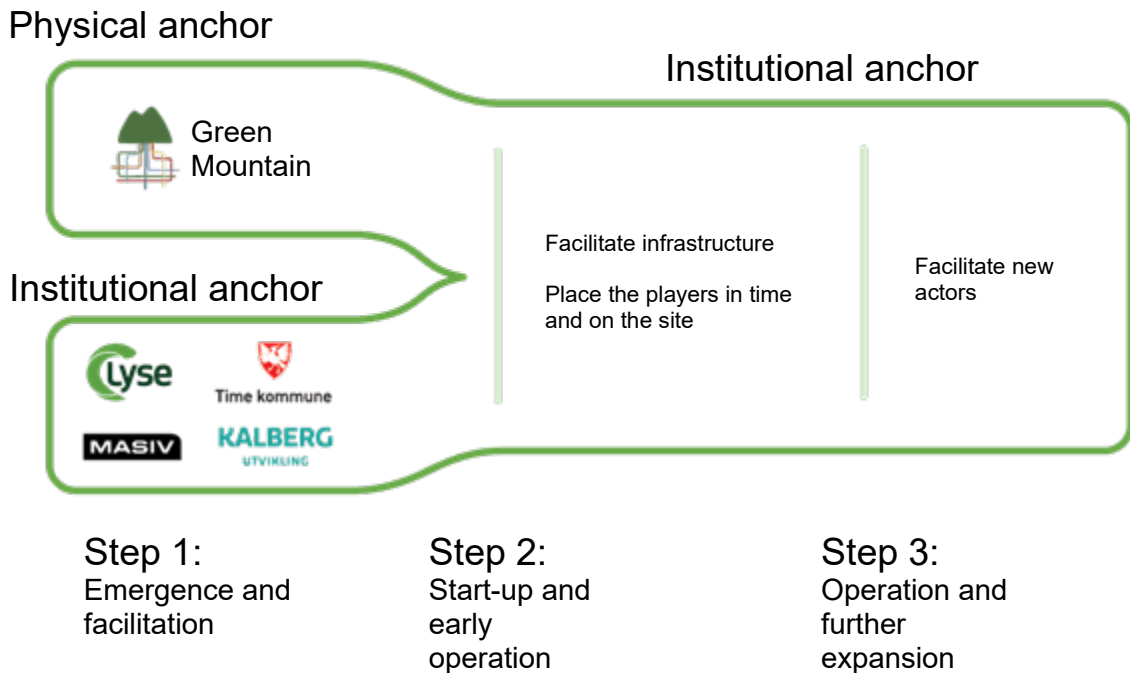 Physical anchor
Institutional anchor
Green
Mountain
Facilitate infrastructure
Place the players in time
and on the site
Facilitate new
actors
Institutional anchor
Lyse
Time kommune
MASIV
KALBERG
UTVIKLING
Step 1:
Emergence and
facilitation
Step 2:
Start-up and
early
operation
Step 3:
Operation and
further
expansion